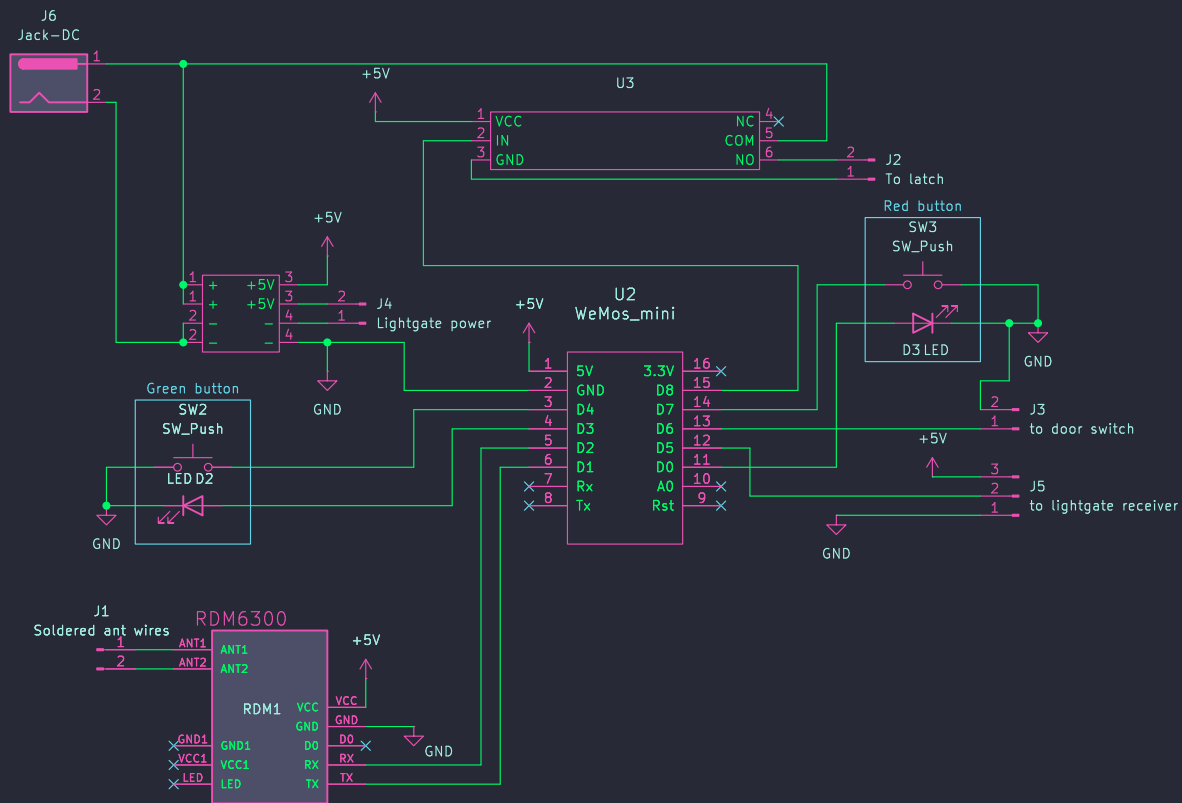 J6
Jack-DC
1
2
+5V
U3
1 VCC NC 4
2 IN COM 5
3 GND NO 6
2 J2
1 To latch
Red button
SW3
SW_Push
D3 LED
GND
+5V
1 + +5V 3
1 + +5V 3
2 - - 4
2 - - 4
2 J4
1 Lightgate power
GND
+5V
U2
WeMos_mini
1 5V 3.3V 16
2 GND D8 15
3 D4 D7 14
4 D3 D6 13
5 D2 D5 12
6 D1 D0 11
7 Rx A0 10
8 Tx Rst 9
Green button
SW2
SW_Push
LED D2
GND
2 J3
1 to door switch
+5V
3
2 J5
1 to lightgate receiver
GND
J1
Soldered ant wires
1
2
RDM6300
ANT1 ANT1
ANT2 ANT2
+5V
RDM1
VCC VCC
GND GND
GND
GND1 GND1 D0 D0
VCC1 VCC1 RX RX
LED LED TX TX